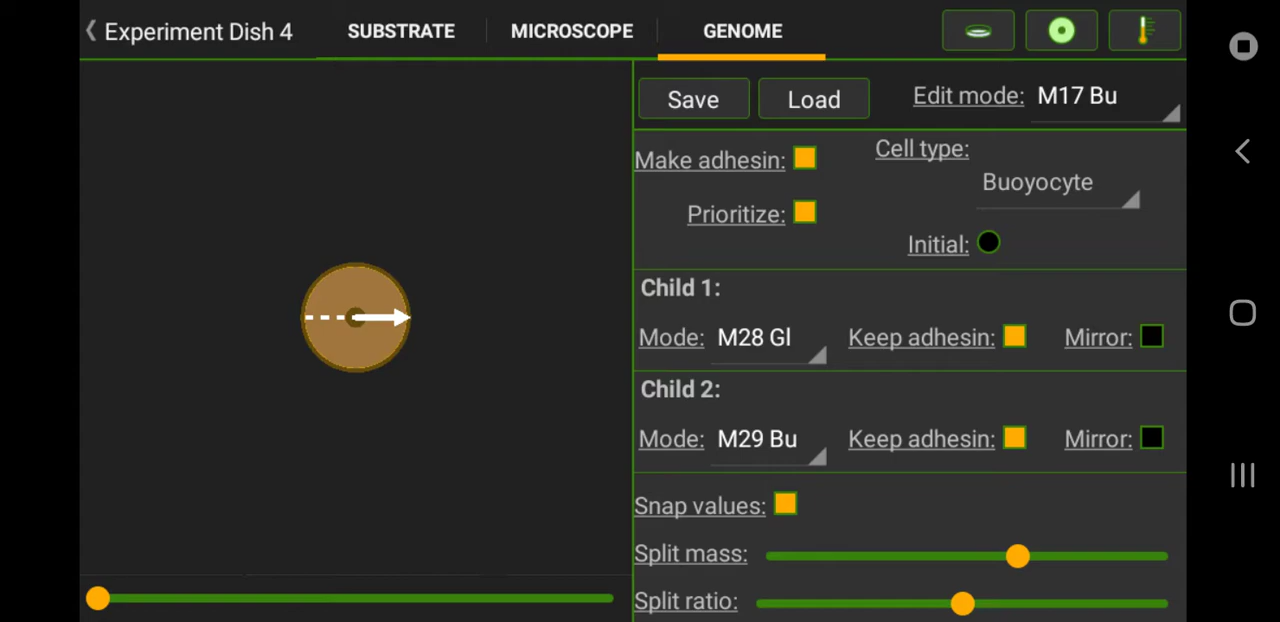 Experiment Dish 4
SUBSTRATE
MICROSCOPE
GENOME
Save
Load
Edit mode: M17 Bu
Make adhesin:
Cell type:
Buoyocyte
Prioritize:
Initial:
Child 1:
Mode: M28 Gl
Keep adhesin:
Mirror:
Child 2:
Mode: M29 Bu
Keep adhesin:
Mirror:
Snap values:
Split mass:
Split ratio: